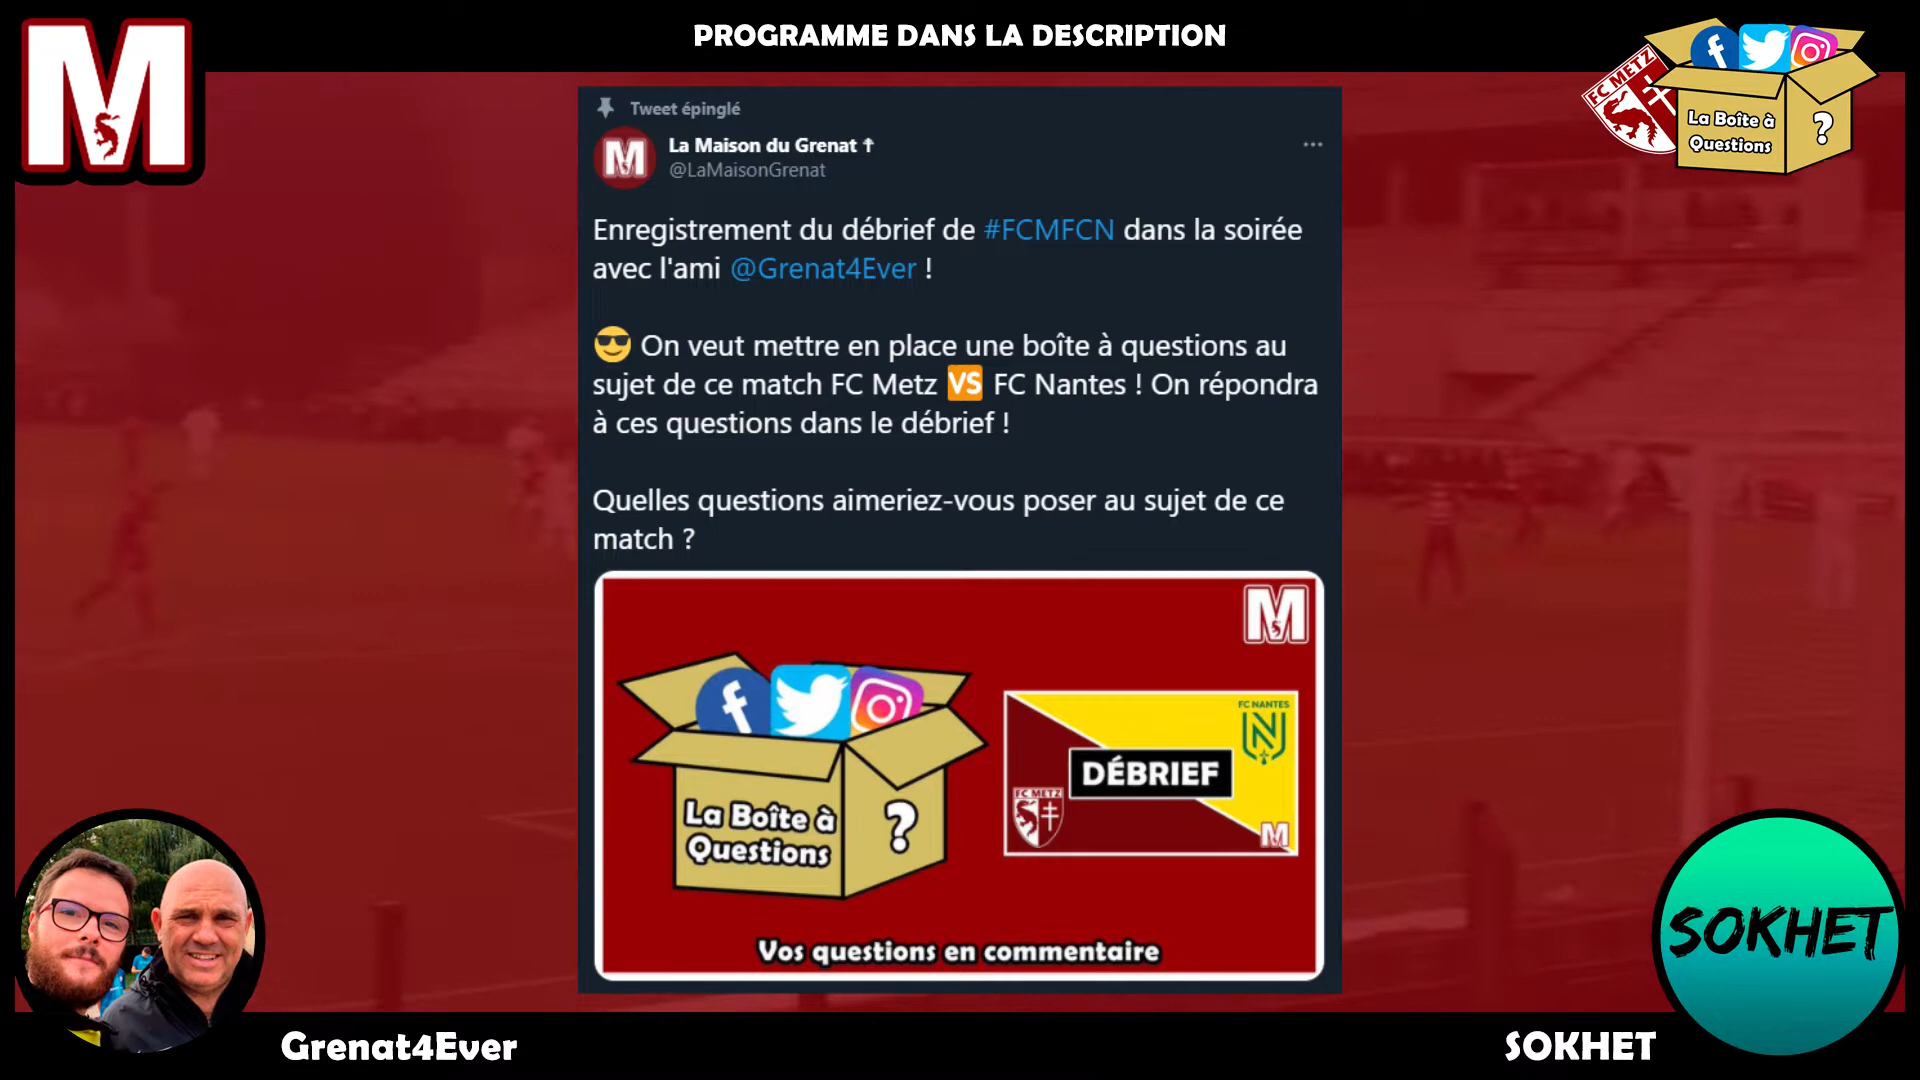 PROGRAMME DANS LA DESCRIPTION
M
FC METZ
La Boîte à
Questions
?
Tweet épinglé
M
La Maison du Grenat ✝
@LaMaisonGrenat
Enregistrement du débrief de #FCMFCN dans la soirée
avec l'ami @Grenat4Ever !
😎 On veut mettre en place une boîte à questions au
sujet de ce match FC Metz 🆚 FC Nantes ! On répondra
à ces questions dans le débrief !
Quelles questions aimeriez-vous poser au sujet de ce
match ?
M
La Boîte à
Questions
?
FC NANTES
N
DÉBRIEF
FC METZ
M
Vos questions en commentaire
SOKHET
Grenat4Ever
SOKHET